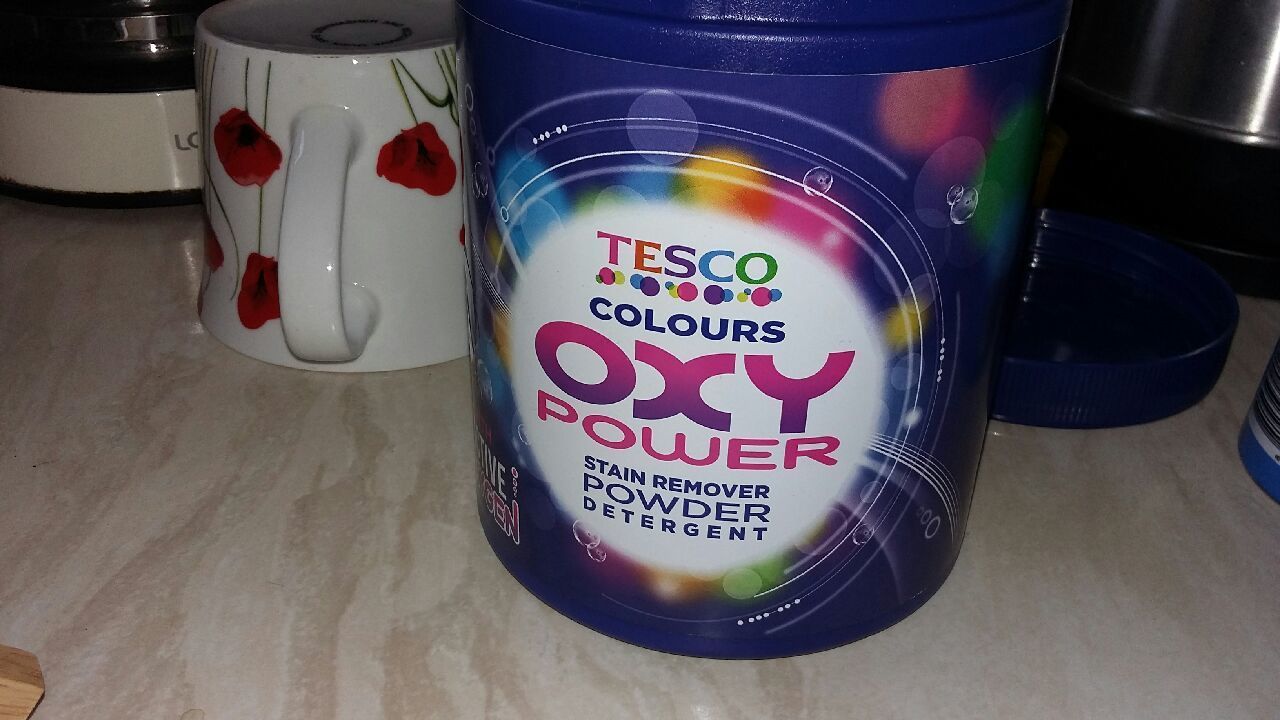 TESCO
COLOURS
OXY
POWER
STAIN REMOVER
POWDER
DETERGENT